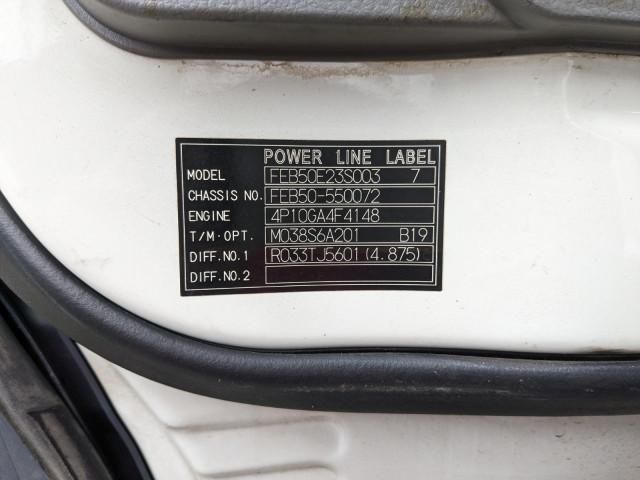 POWER LINE LABEL
MODEL FEB50E23S003 7
CHASSIS NO. FEB50-550072
ENGINE 4P10GA4F4148
T/M·OPT. M038S6A201 B19
DIFF.NO.1 R033TJ5601(4.875)
DIFF.NO.2